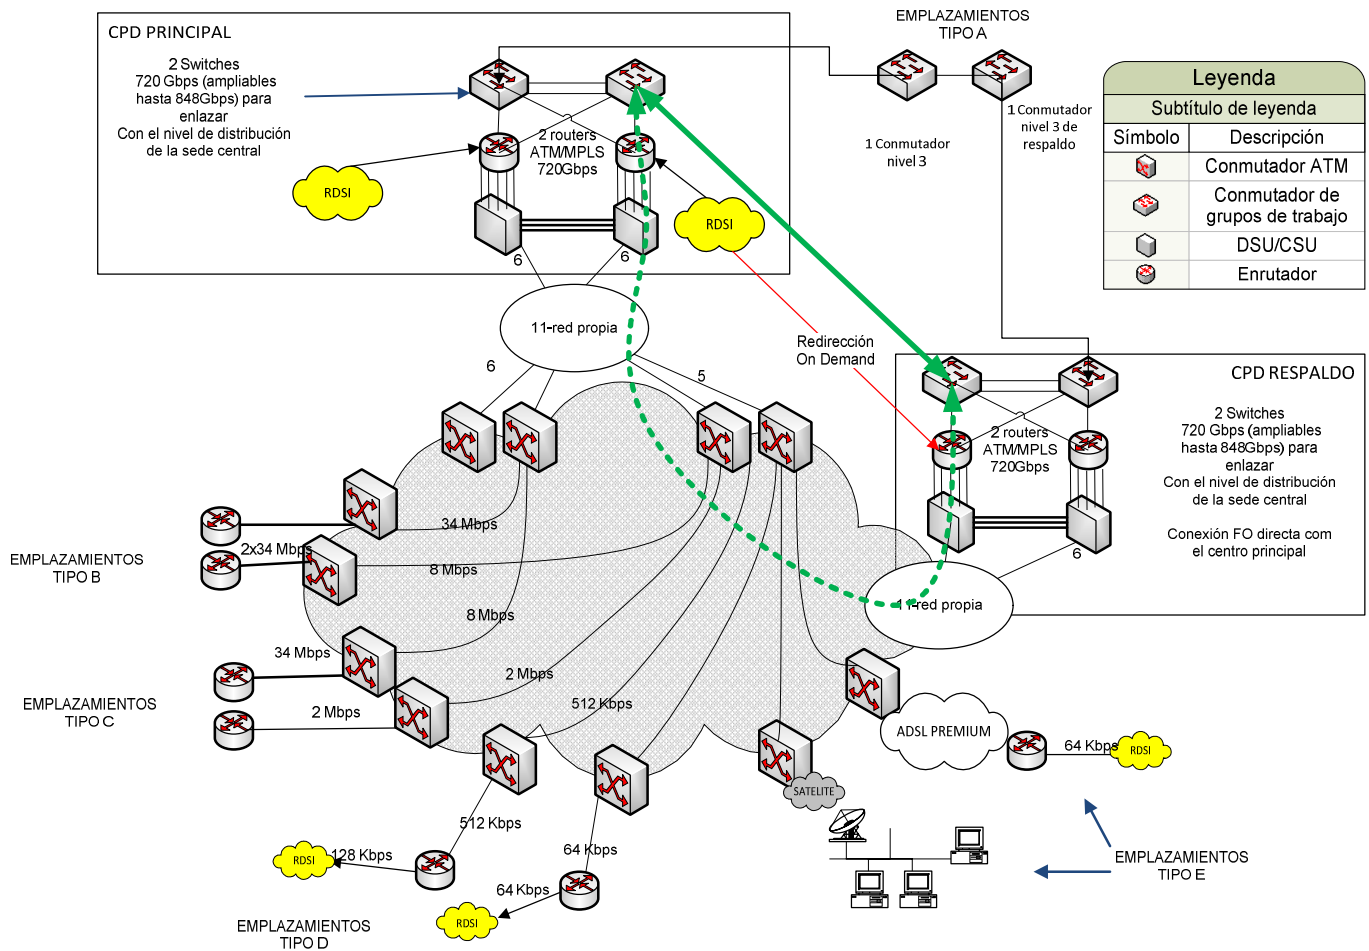 CPD PRINCIPAL
2 Switches
720 Gbps (ampliables
hasta 848Gbps) para
enlazar
Con el nivel de distribución
de la sede central
2 routers
ATM/MPLS
720Gbps
RDSI
RDSI
6
6
11-red propia
6
5
EMPLAZAMIENTOS
TIPO A
1 Conmutador
nivel 3
1 Conmutador
nivel 3 de
respaldo
Leyenda
Subtítulo de leyenda
Símbolo
Descripción
Conmutador ATM
Conmutador de
grupos de trabajo
DSU/CSU
Enrutador
Redirección
On Demand
CPD RESPALDO
2 Switches
720 Gbps (ampliables
hasta 848Gbps) para
enlazar
Con el nivel de distribución
de la sede central
Conexión FO directa com
el centro principal
2 routers
ATM/MPLS
720Gbps
6
11-red propia
EMPLAZAMIENTOS
TIPO B
2x34 Mbps
34 Mbps
8 Mbps
8 Mbps
EMPLAZAMIENTOS
TIPO C
34 Mbps
2 Mbps
2 Mbps
512 Kbps
512 Kbps
128 Kbps
RDSI
64 Kbps
64 Kbps
RDSI
EMPLAZAMIENTOS
TIPO D
SATELITE
ADSL PREMIUM
64 Kbps
RDSI
EMPLAZAMIENTOS
TIPO E